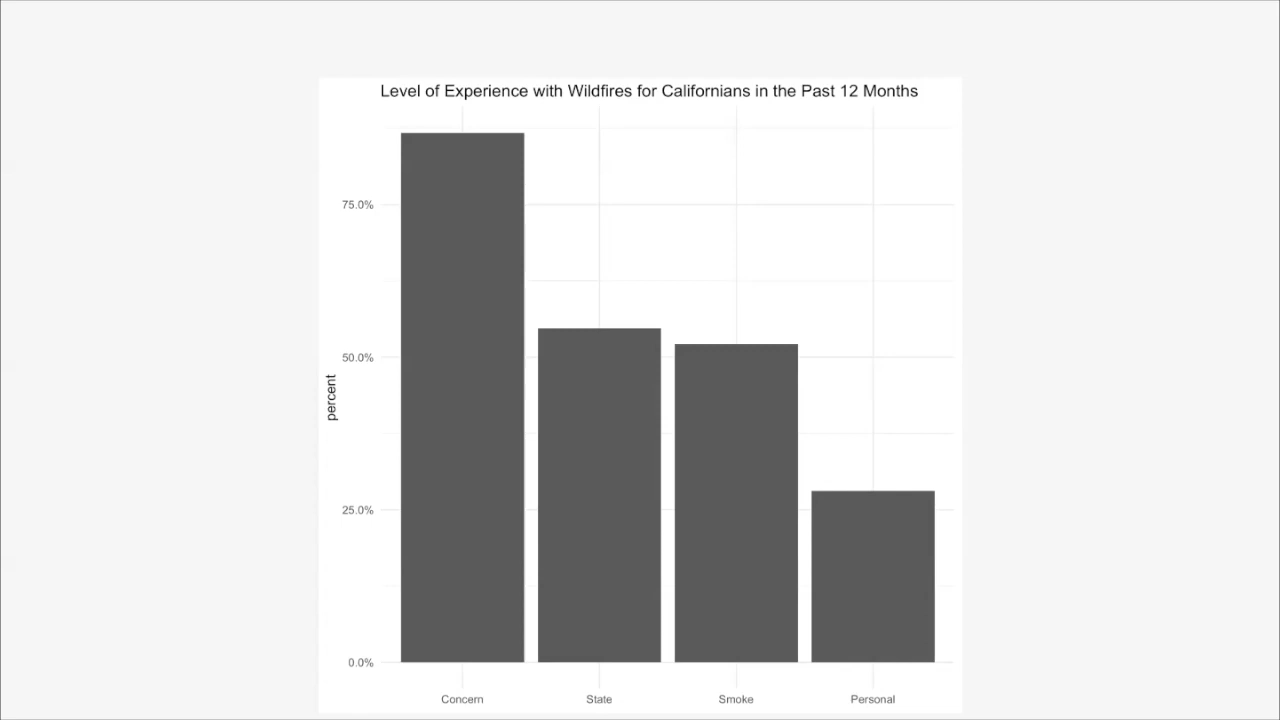 Level of Experience with Wildfires for Californians in the Past 12 Months
75.0%
50.0%
percent
25.0%
0.0%
Concern State Smoke Personal